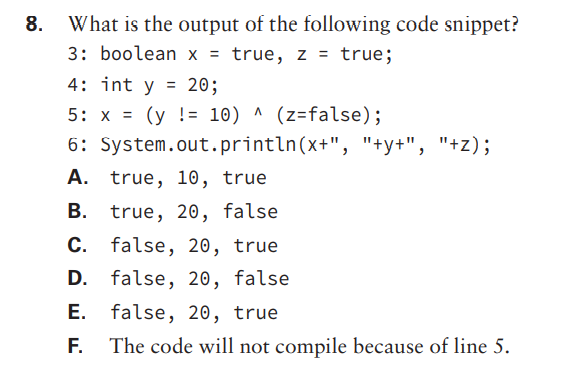 8. What is the output of the following code snippet?
3: boolean x = true, z = true;
4: int y = 20;
5: x = (y != 10) ^ (z=false);
6: System.out.println(x+", "+y+", "+z);
A. true, 10, true
B. true, 20, false
C. false, 20, true
D. false, 20, false
E. false, 20, true
F. The code will not compile because of line 5.